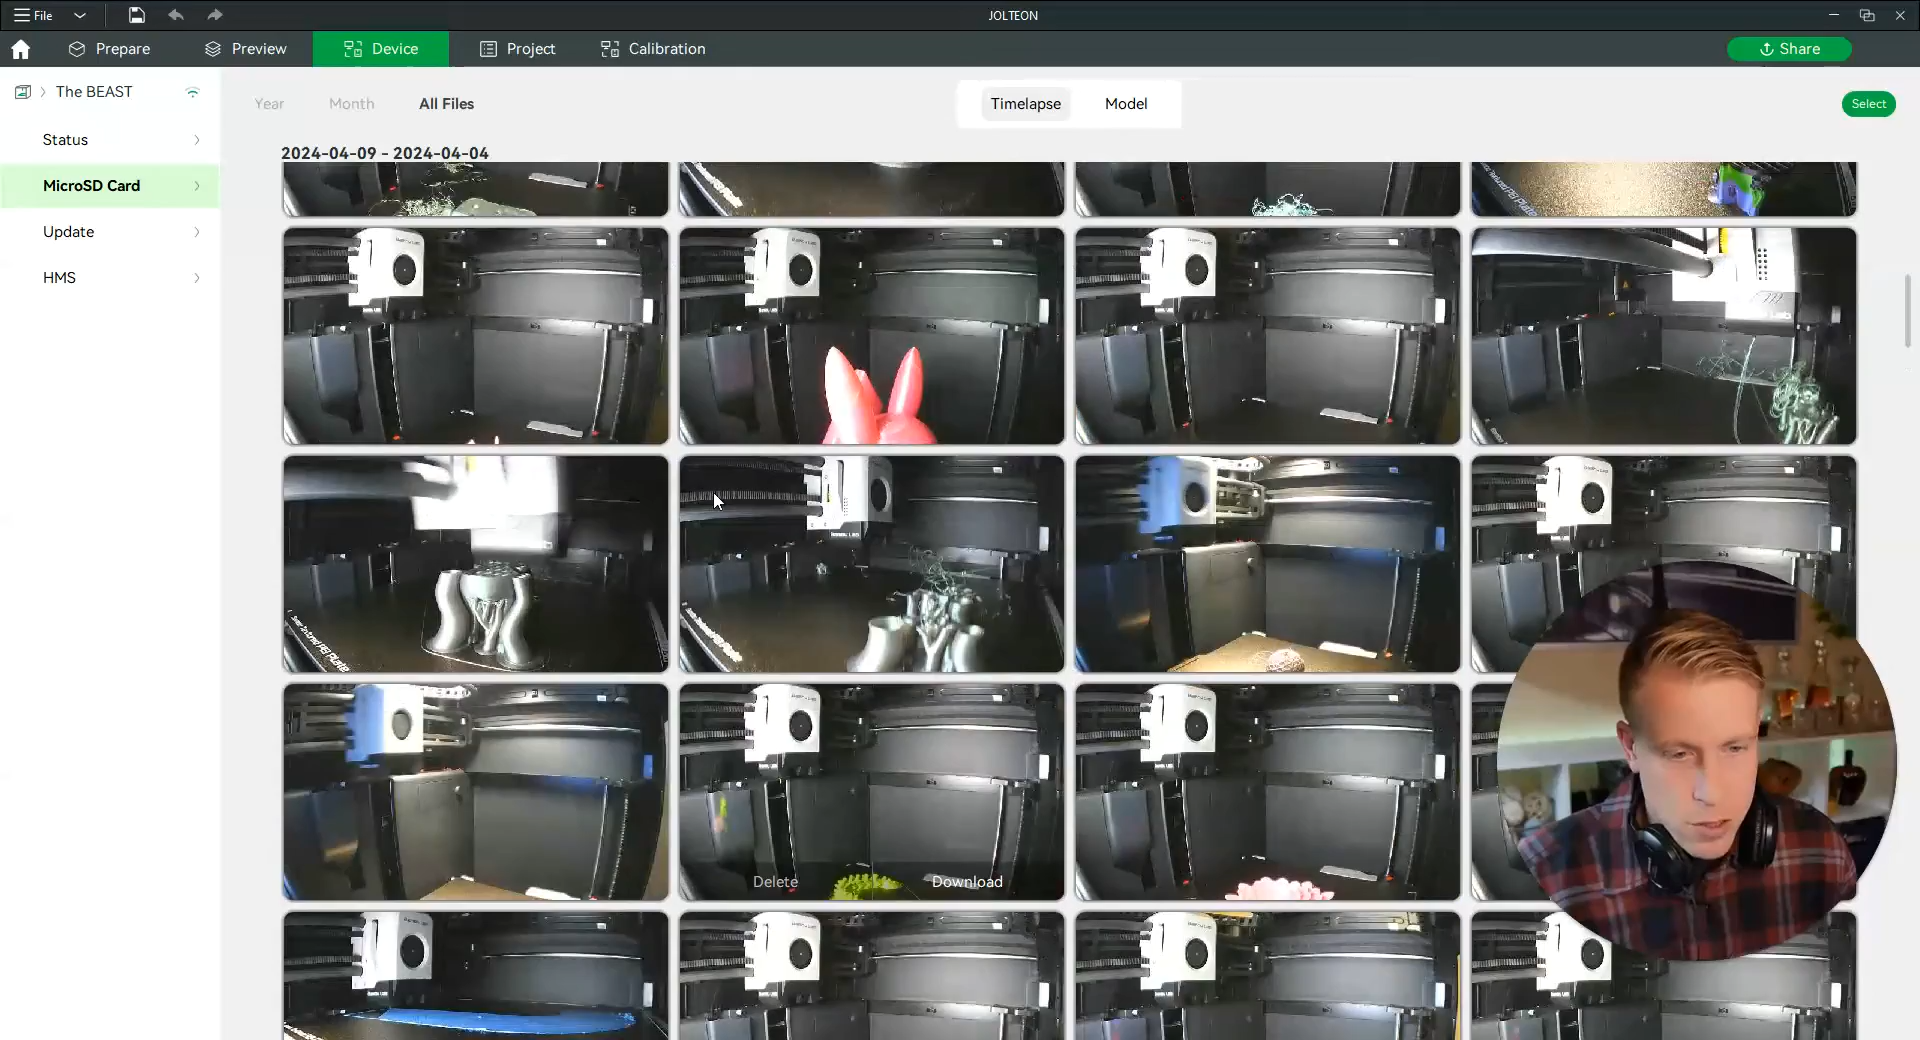 File
JOLTEON
Prepare
Preview
Device
Project
Calibration
Share
The BEAST
Year
Month
All Files
Timelapse
Model
Select
Status
2024-04-09 - 2024-04-04
MicroSD Card
Update
HMS
Delete
Download